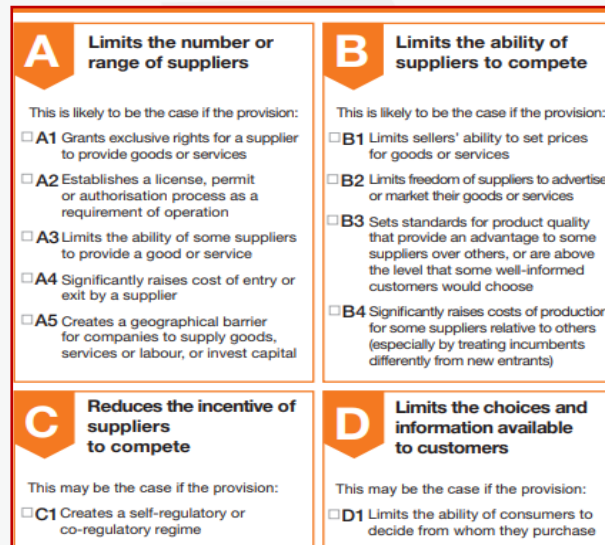 A
Limits the number or
range of suppliers
This is likely to be the case if the provision:
A1 Grants exclusive rights for a supplier
to provide goods or services
A2 Establishes a license, permit
or authorisation process as a
requirement of operation
A3 Limits the ability of some suppliers
to provide a good or service
A4 Significantly raises cost of entry or
exit by a supplier
A5 Creates a geographical barrier
for companies to supply goods,
services or labour, or invest capital
B
Limits the ability of
suppliers to compete
This is likely to be the case if the provision:
B1 Limits sellers' ability to set prices
for goods or services
B2 Limits freedom of suppliers to advertise
or market their goods or services
B3 Sets standards for product quality
that provide an advantage to some
suppliers over others, or are above
the level that some well-informed
customers would choose
B4 Significantly raises costs of production
for some suppliers relative to others
(especially by treating incumbents
differently from new entrants)
C
Reduces the incentive of
suppliers
to compete
This may be the case if the provision:
C1 Creates a self-regulatory or
co-regulatory regime
D
Limits the choices and
information available
to customers
This may be the case if the provision:
D1 Limits the ability of consumers to
decide from whom they purchase